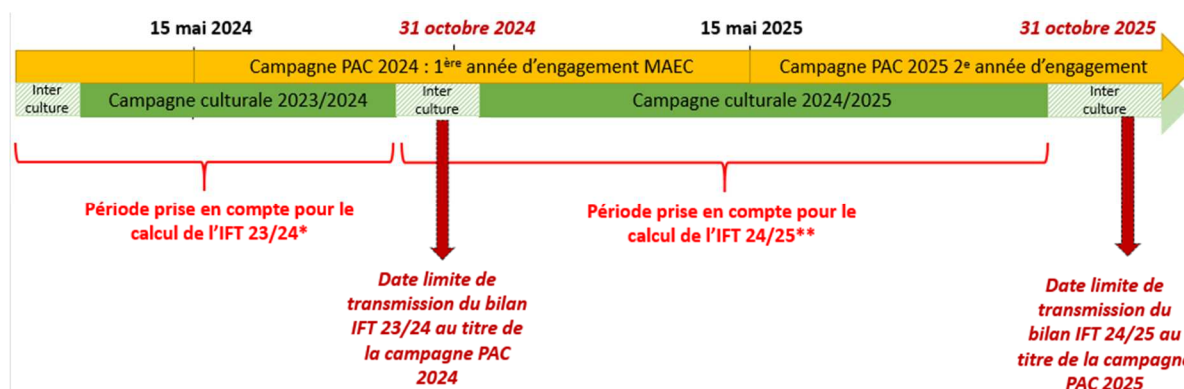 15 mai 2024
31 octobre 2024
15 mai 2025
31 octobre 2025
Campagne PAC 2024 : 1ère année d'engagement MAEC
Campagne PAC 2025 2e année d'engagement
Inter
culture
Campagne culturale 2023/2024
Inter
culture
Campagne culturale 2024/2025
Inter
culture
Période prise en compte pour le
calcul de l'IFT 23/24*
Période prise en compte pour le
calcul de l'IFT 24/25**
Date limite de
transmission du bilan
IFT 23/24 au titre de
la campagne PAC
2024
Date limite de
transmission du
bilan IFT 24/25 au
titre de la campagne
PAC 2025